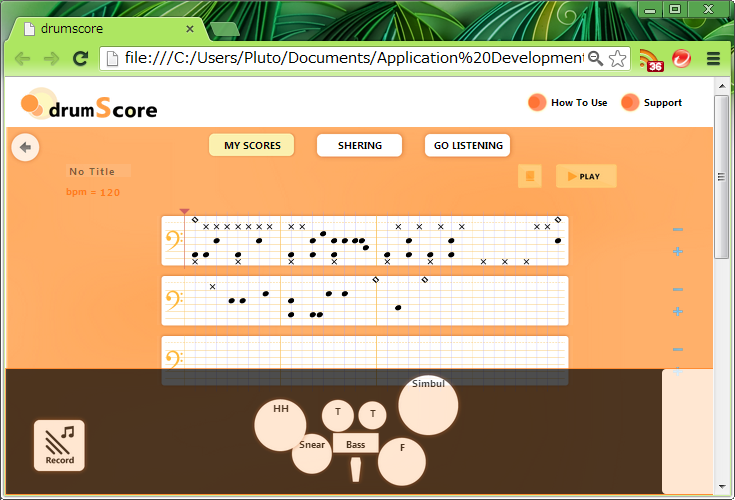 drumscore
file:///C:/Users/Pluto/Documents/Application%20Development
36
drumScore
How To Use
Support
MY SCORES
SHERING
GO LISTENING
No Title
bpm = 120
PLAY
Simbul
HH
T
T
Snear
Bass
F
Record